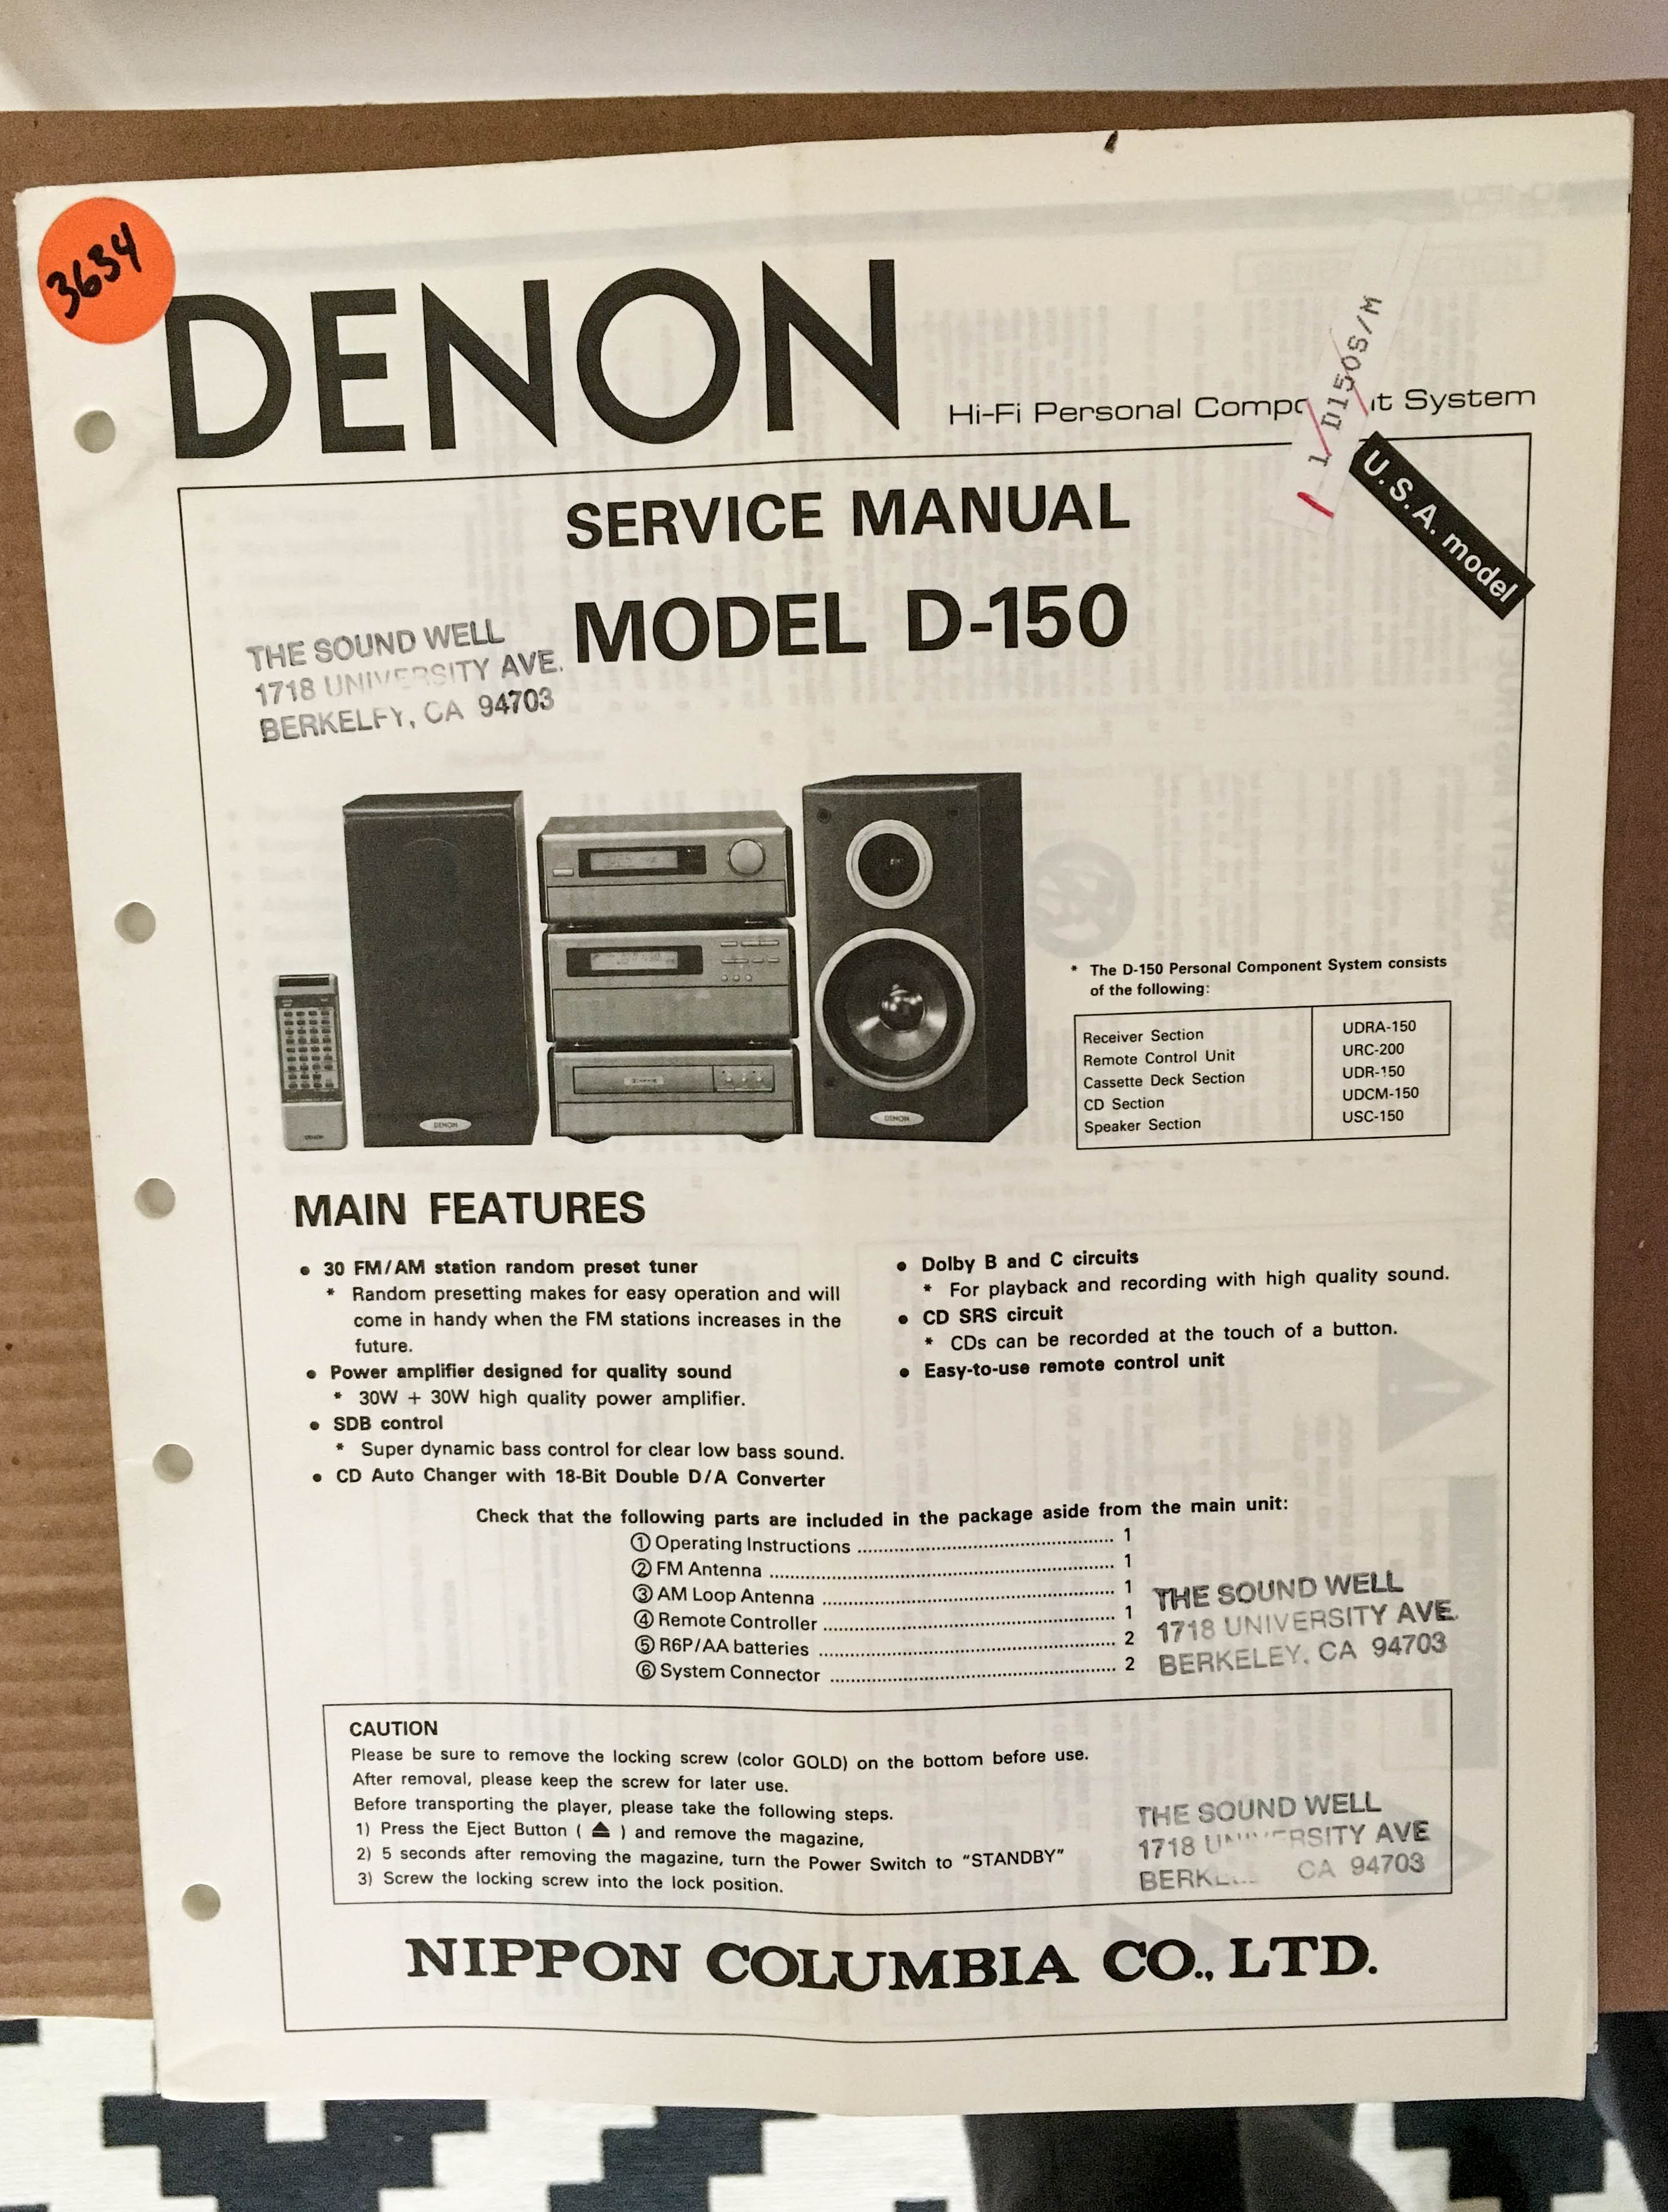 3634
DENON
Hi-Fi Personal Compo it System
1 D150S/M
U.S.A. model
SERVICE MANUAL
MODEL D-150
THE SOUND WELL
1718 UNIVERSITY AVE.
BERKELEY, CA 94703
DENON
DENON
DENON
* The D-150 Personal Component System consists
of the following:
Receiver Section UDRA-150
Remote Control Unit URC-200
Cassette Deck Section UDR-150
CD Section UDCM-150
Speaker Section USC-150
MAIN FEATURES
● 30 FM/AM station random preset tuner
* Random presetting makes for easy operation and will
come in handy when the FM stations increases in the
future.
● Power amplifier designed for quality sound
* 30W + 30W high quality power amplifier.
● SDB control
* Super dynamic bass control for clear low bass sound.
● CD Auto Changer with 18-Bit Double D/A Converter
● Dolby B and C circuits
* For playback and recording with high quality sound.
● CD SRS circuit
* CDs can be recorded at the touch of a button.
● Easy-to-use remote control unit
Check that the following parts are included in the package aside from the main unit:
① Operating Instructions ........................................ 1
② FM Antenna ........................................ 1
③ AM Loop Antenna ........................................ 1
④ Remote Controller ........................................ 1
⑤ R6P/AA batteries ........................................ 2
⑥ System Connector ........................................ 2
THE SOUND WELL
1718 UNIVERSITY AVE.
BERKELEY, CA 94703
CAUTION
Please be sure to remove the locking screw (color GOLD) on the bottom before use.
After removal, please keep the screw for later use.
Before transporting the player, please take the following steps.
1) Press the Eject Button ( ⏏ ) and remove the magazine,
2) 5 seconds after removing the magazine, turn the Power Switch to “STANDBY”
3) Screw the locking screw into the lock position.
THE SOUND WELL
1718 UNIVERSITY AVE
CA 94703
NIPPON COLUMBIA CO., LTD.